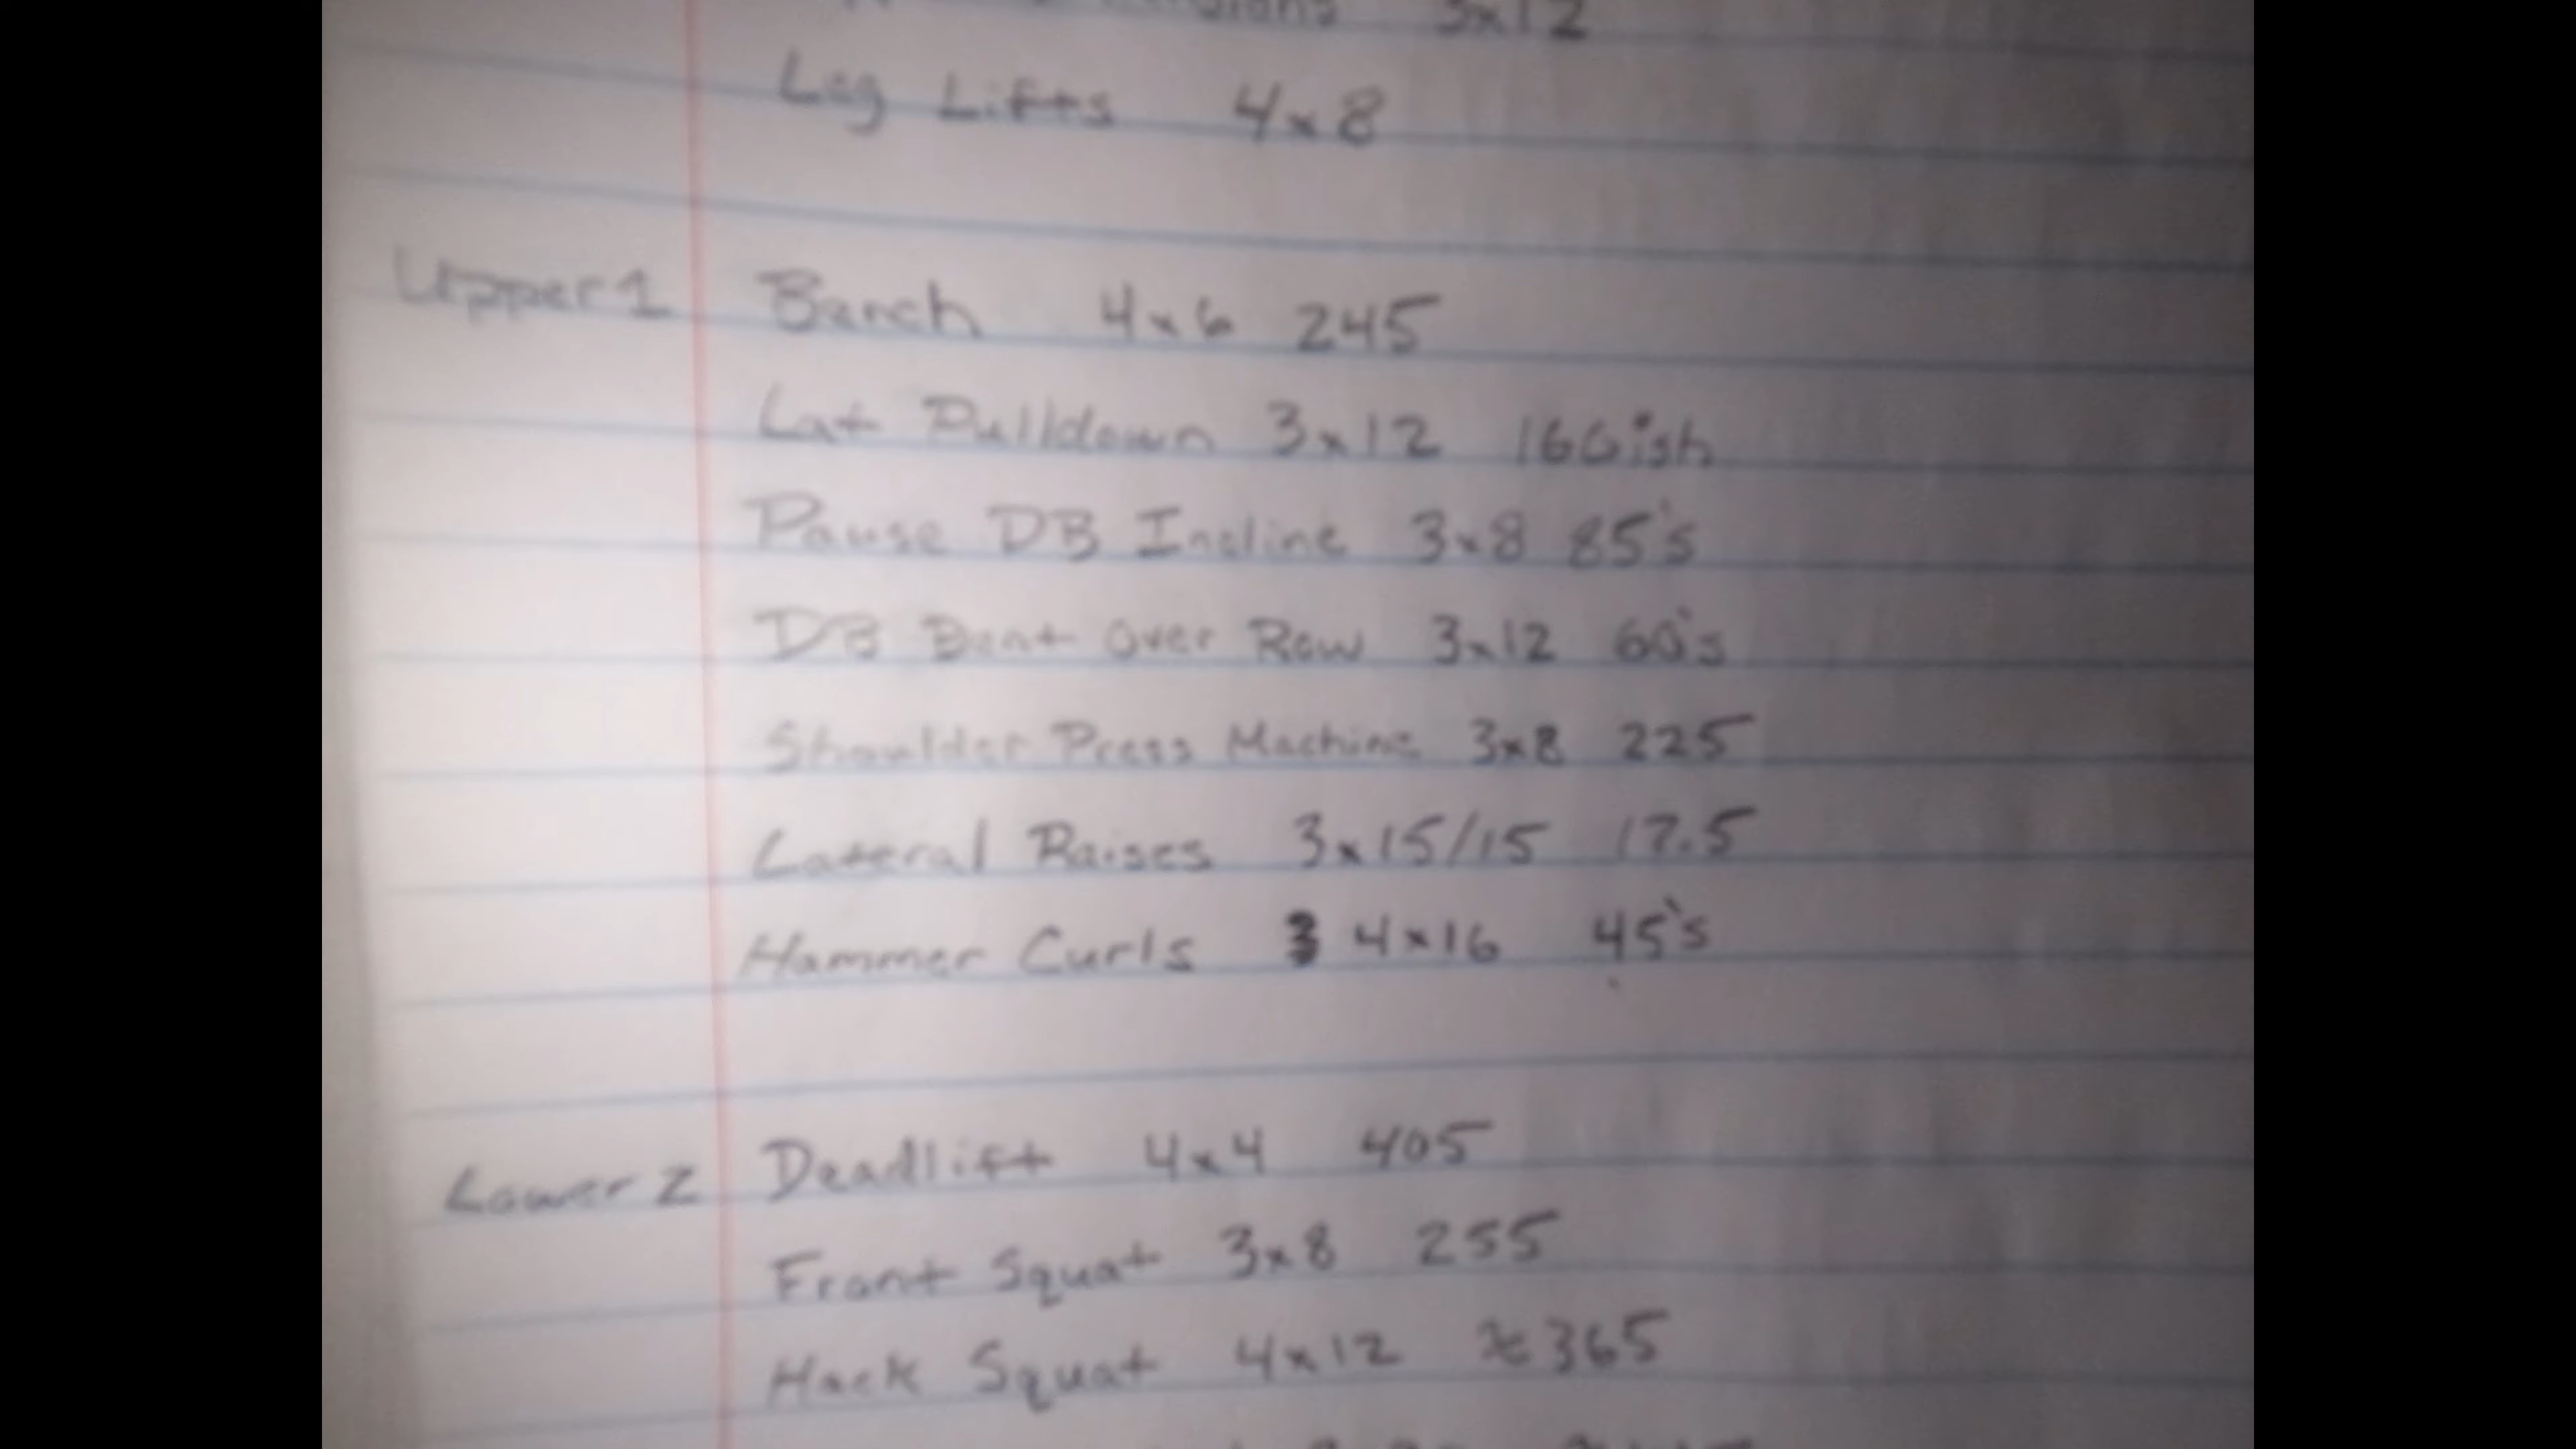 3x12
Leg Lifts 4x8
Upper 1 Bench 4x6 245
Lat Pulldown 3x12 160ish
Pause DB Incline 3x8 85's
DB Bent Over Row 3x12 60's
Shoulder Press Machine 3x8 225
Lateral Raises 3x15/15 17.5
Hammer Curls 4x16 45's
Lower 2 Deadlift 4x4 405
Front Squat 3x8 255
Hack Squat 4x12 ≈365